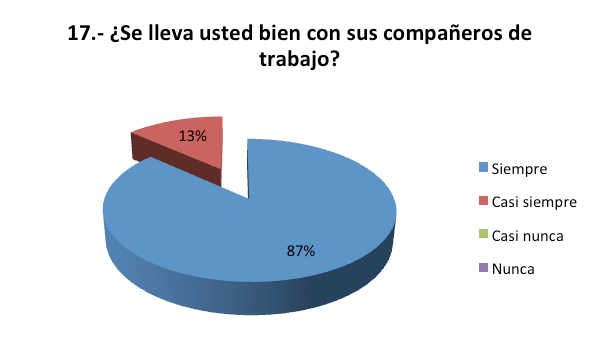 17.- ¿Se lleva usted bien con sus compañeros de
trabajo?
13%
87%
Siempre
Casi siempre
Casi nunca
Nunca